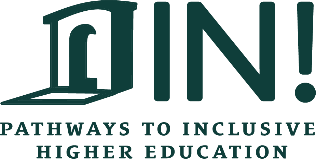 IN!
PATHWAYS TO INCLUSIVE
HIGHER EDUCATION